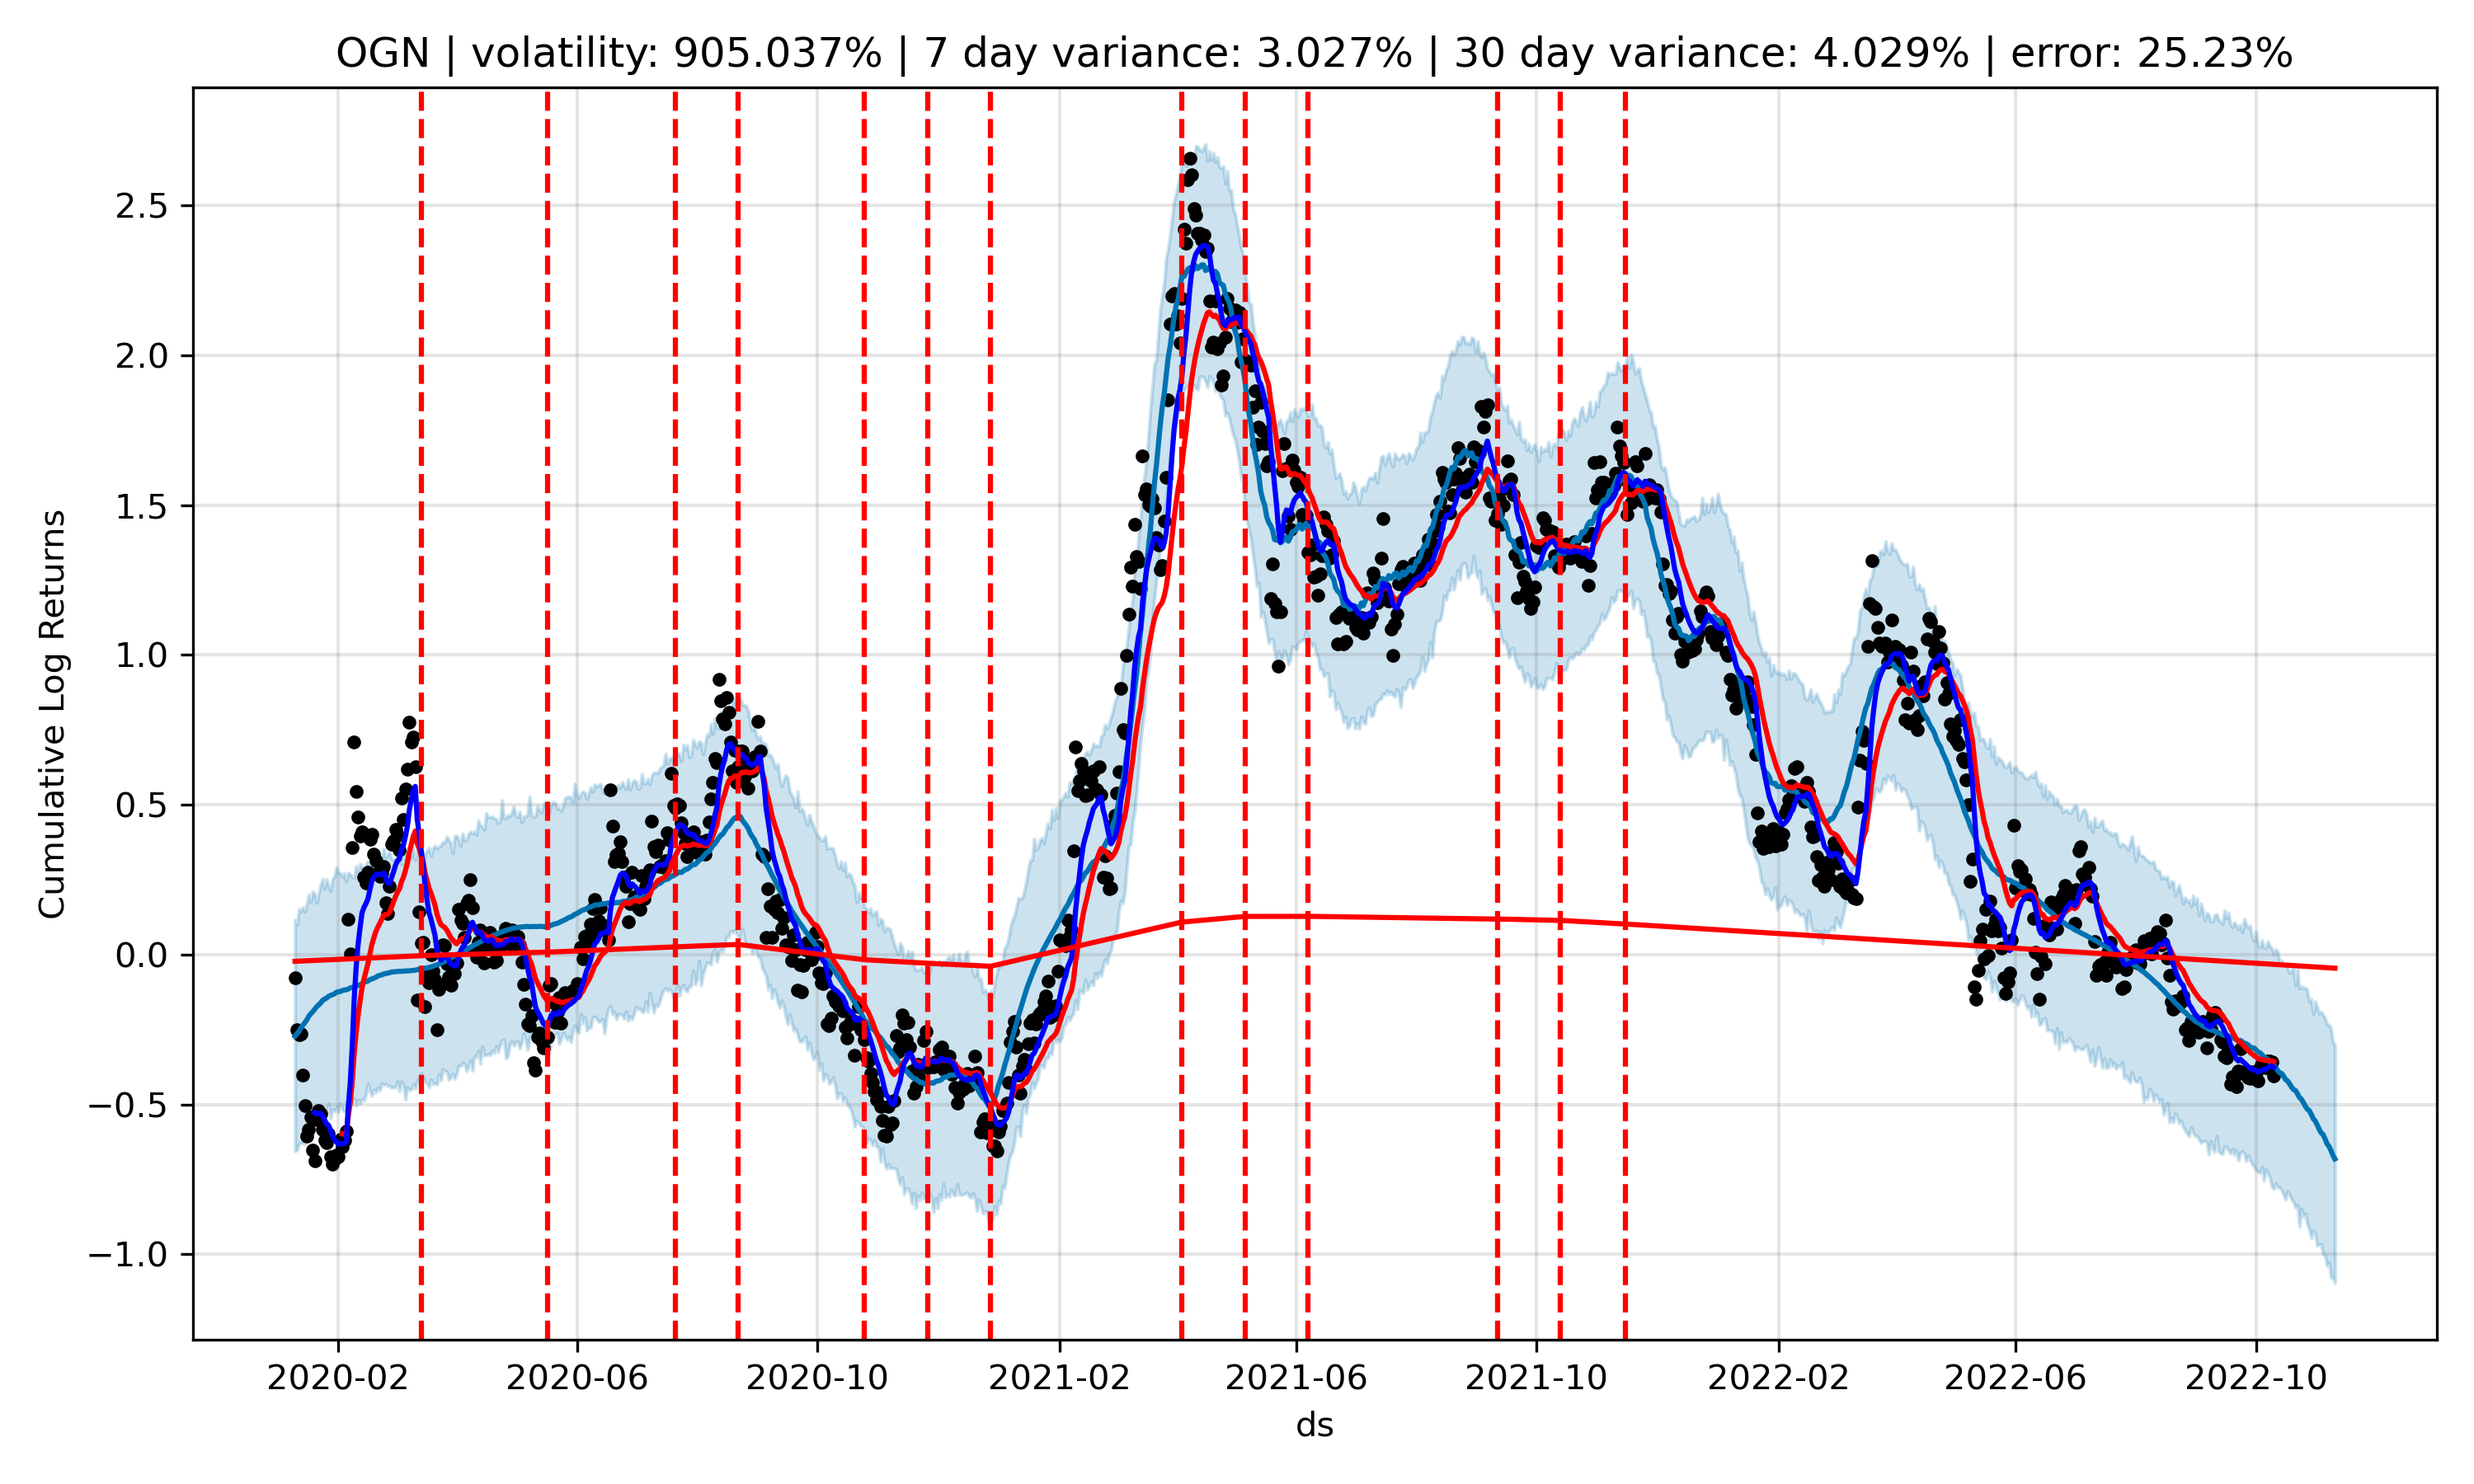 OGN | volatility: 905.037% | 7 day variance: 3.027% | 30 day variance: 4.029% | error: 25.23%
Cumulative Log Returns
2.5
2.0
1.5
1.0
0.5
0.0
−0.5
−1.0
2020-02 2020-06 2020-10 2021-02 2021-06 2021-10 2022-02 2022-06 2022-10
ds